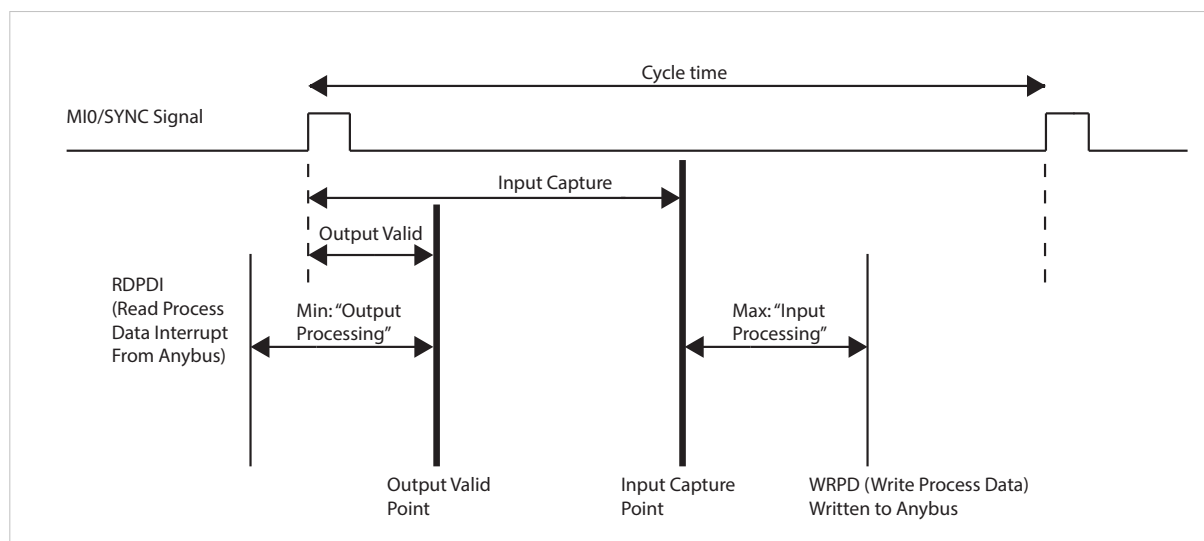 Cycle time
MI0/SYNC Signal
Input Capture
Output Valid
RDPDI
(Read Process
Data Interrupt
From Anybus)
Min: “Output
Processing”
Max: “Input
Processing”
Output Valid
Point
Input Capture
Point
WRPD (Write Process Data)
Written to Anybus